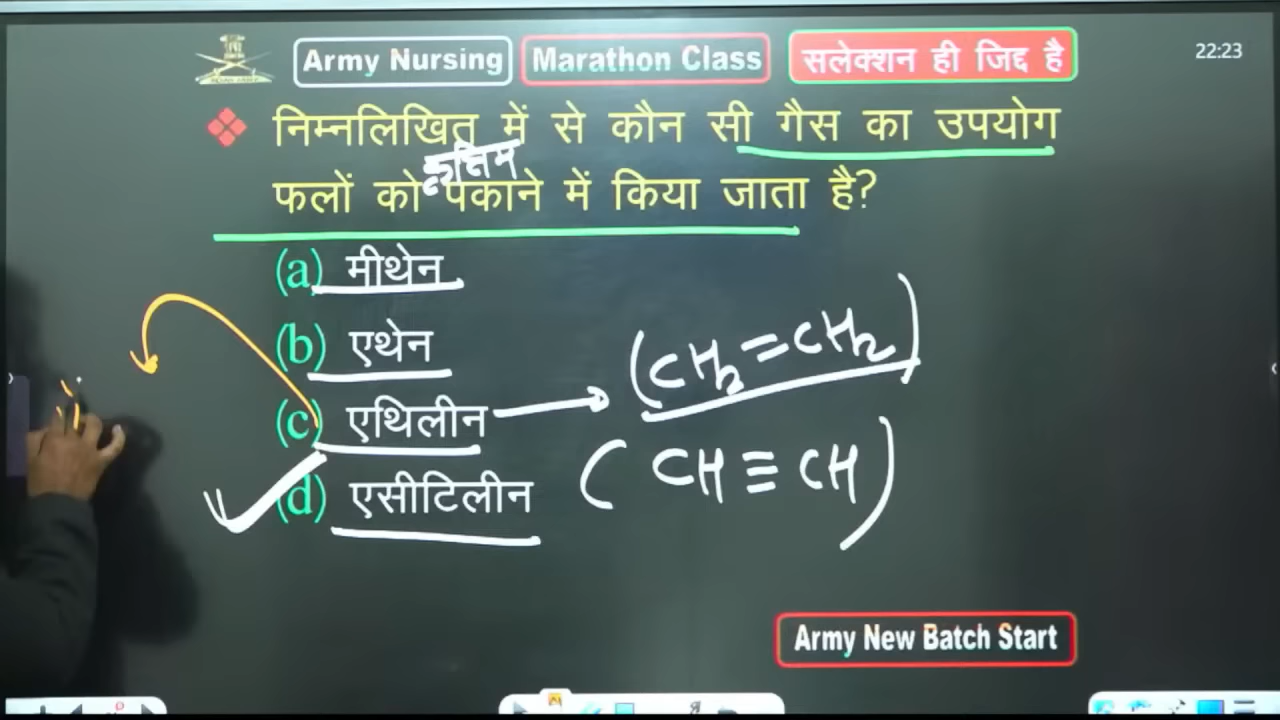 Army Nursing Marathon Class सलेक्शन ही जिद्द है 22:23
निम्नलिखित में से कौन सी गैस का उपयोग
कृत्रिम
फलों को पकाने में किया जाता है?
(a) मीथेन
(b) एथेन
(CH₂=CH₂)
(c) एथिलीन
(CH≡CH)
(d) एसीटिलीन
Army New Batch Start